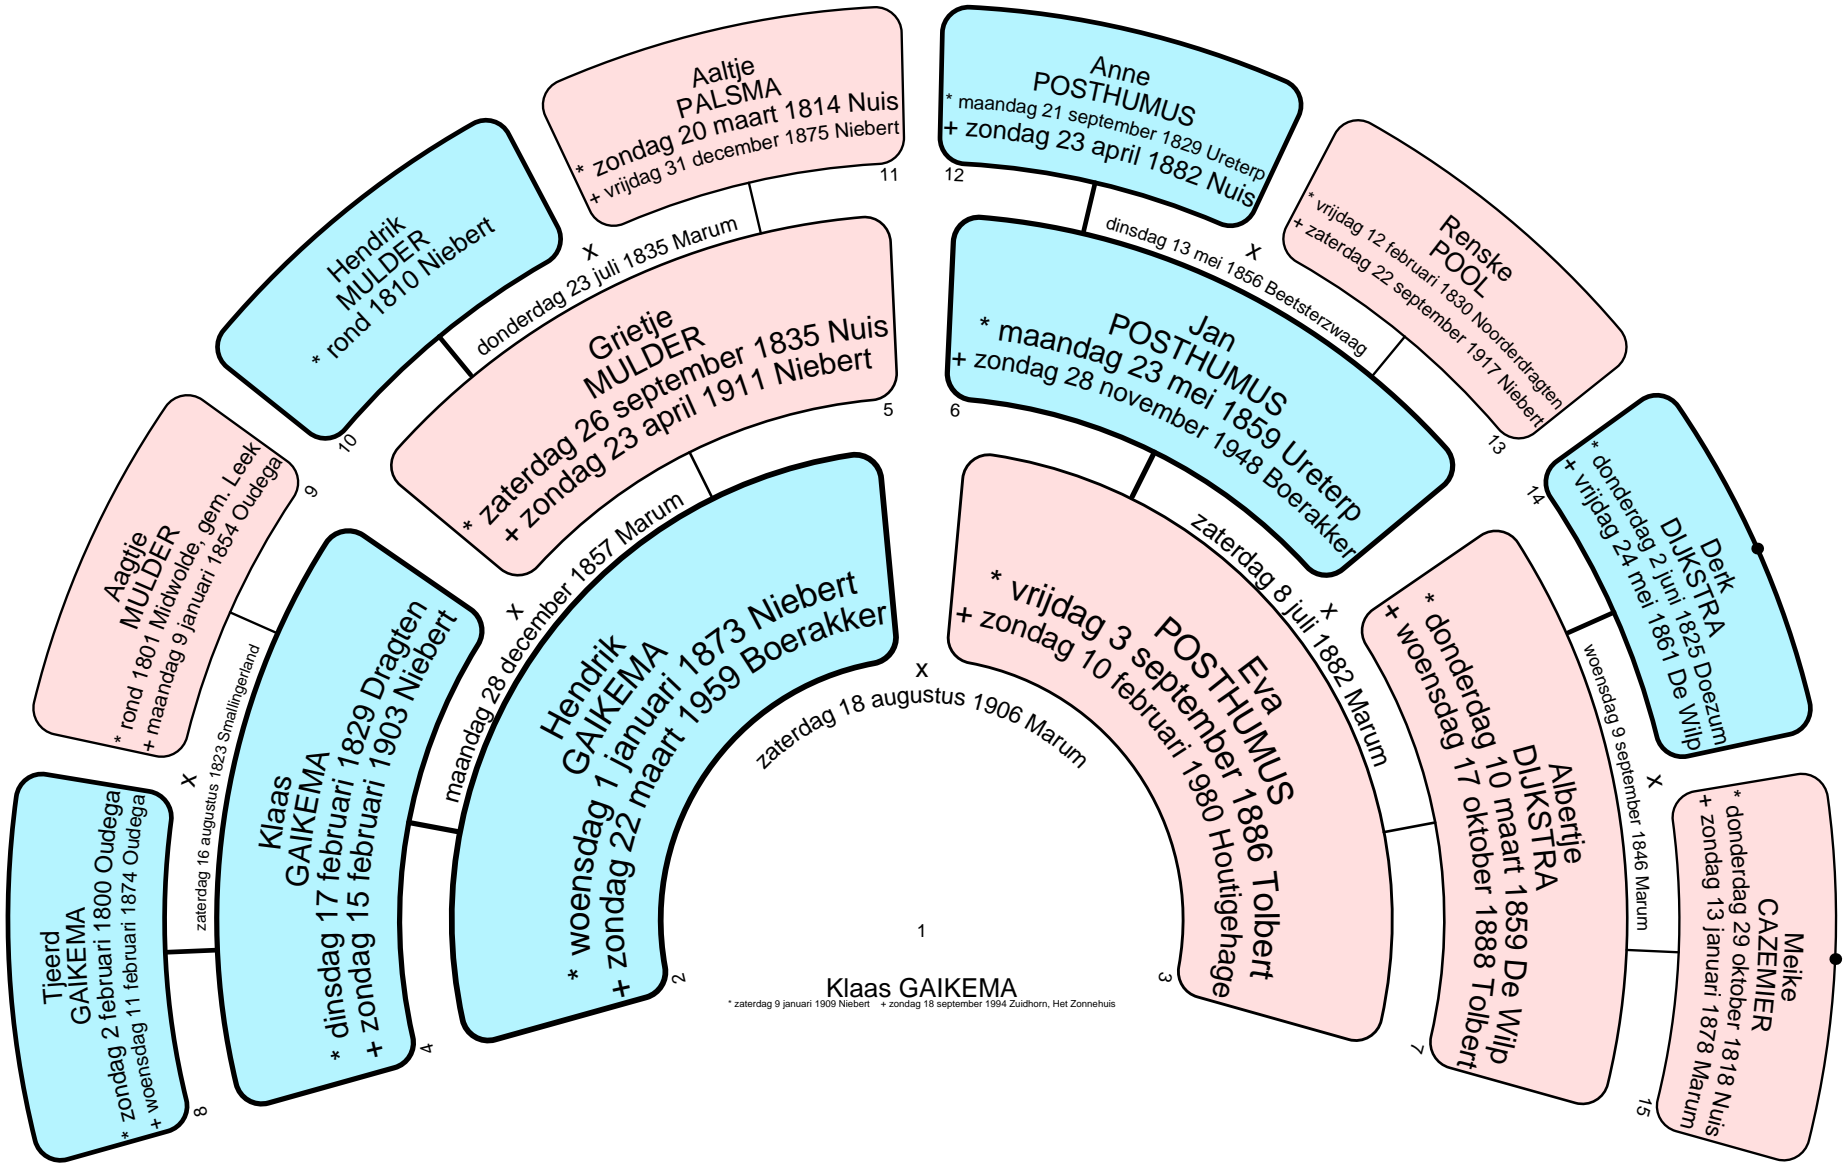 Aaltje
PALSMA
* zondag 20 maart 1814 Nuis
+ vrijdag 31 december 1875 Niebert
11
Anne
POSTHUMUS
* maandag 21 september 1829 Ureterp
+ zondag 23 april 1882 Nuis
12
Hendrik
MULDER
* rond 1810 Niebert
10
x
donderdag 23 juli 1835 Marum
dinsdag 13 mei 1856 Beetsterzwaag
x
Renske
POOL
* vrijdag 12 februari 1830 Noorderdragten
+ zaterdag 22 september 1917 Niebert
13
Grietje
MULDER
* zaterdag 26 september 1835 Nuis
+ zondag 23 april 1911 Niebert
5
Jan
POSTHUMUS
* maandag 23 mei 1859 Ureterp
+ zondag 28 november 1948 Boerakker
6
Aagtje
MULDER
* rond 1801 Midwolde, gem. Leek
+ maandag 9 januari 1854 Oudega
9
Derk
DIJKSTRA
* donderdag 2 juni 1825 Doezum
+ vrijdag 24 mei 1861 De Wilp
14
x
maandag 28 december 1857 Marum
zaterdag 8 juli 1882 Marum
x
x
zaterdag 16 augustus 1823 Smallingerland
woensdag 9 september 1846 Marum
x
Klaas
GAIKEMA
* dinsdag 17 februari 1829 Dragten
+ zondag 15 februari 1903 Niebert
4
Hendrik
GAIKEMA
* woensdag 1 januari 1873 Niebert
+ zondag 22 maart 1959 Boerakker
2
x
zaterdag 18 augustus 1906 Marum
Eva
POSTHUMUS
* vrijdag 3 september 1886 Tolbert
+ zondag 10 februari 1980 Houtigehage
3
Albertje
DIJKSTRA
* donderdag 10 maart 1859 De Wilp
+ woensdag 17 oktober 1888 Tolbert
7
Tjeerd
GAIKEMA
* zondag 2 februari 1800 Oudega
+ woensdag 11 februari 1874 Oudega
8
Meike
CAZEMIER
* donderdag 29 oktober 1818 Nuis
+ zondag 13 januari 1878 Marum
15
1
Klaas GAIKEMA
* zaterdag 9 januari 1909 Niebert + zondag 18 september 1994 Zuidhorn, Het Zonnehuis